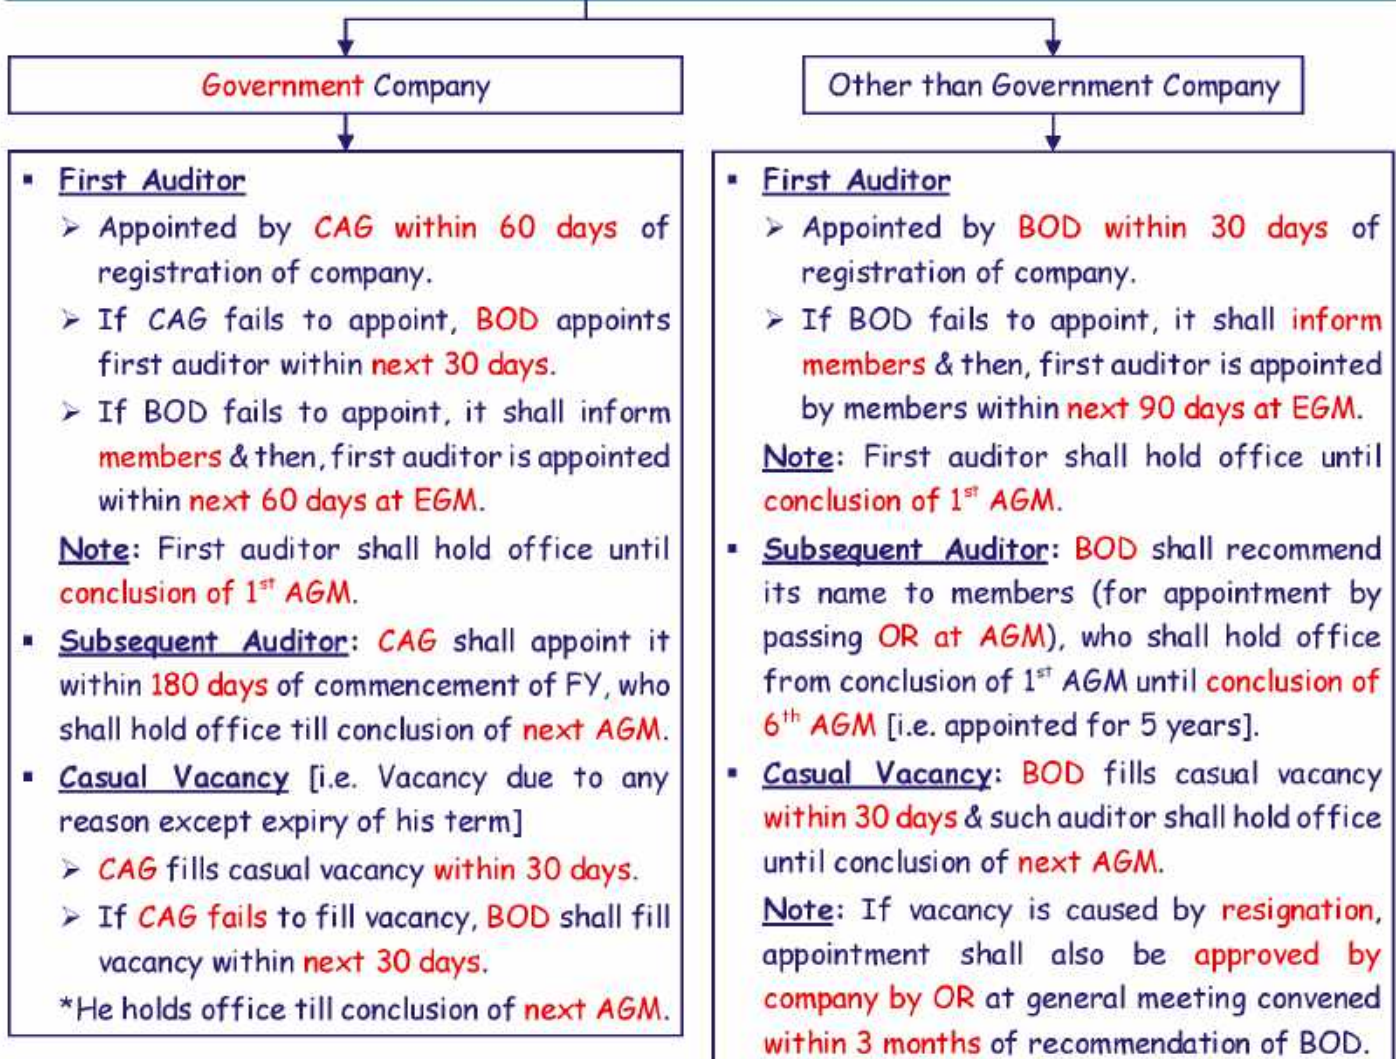 Government Company
▪ First Auditor
➢ Appointed by CAG within 60 days of
registration of company.
➢ If CAG fails to appoint, BOD appoints
first auditor within next 30 days.
➢ If BOD fails to appoint, it shall inform
members & then, first auditor is appointed
within next 60 days at EGM.
Note: First auditor shall hold office until
conclusion of 1st AGM.
▪ Subsequent Auditor: CAG shall appoint it
within 180 days of commencement of FY, who
shall hold office till conclusion of next AGM.
▪ Casual Vacancy [i.e. Vacancy due to any
reason except expiry of his term]
➢ CAG fills casual vacancy within 30 days.
➢ If CAG fails to fill vacancy, BOD shall fill
vacancy within next 30 days.
*He holds office till conclusion of next AGM.
Other than Government Company
▪ First Auditor
➢ Appointed by BOD within 30 days of
registration of company.
➢ If BOD fails to appoint, it shall inform
members & then, first auditor is appointed
by members within next 90 days at EGM.
Note: First auditor shall hold office until
conclusion of 1st AGM.
▪ Subsequent Auditor: BOD shall recommend
its name to members (for appointment by
passing OR at AGM), who shall hold office
from conclusion of 1st AGM until conclusion of
6th AGM [i.e. appointed for 5 years].
▪ Casual Vacancy: BOD fills casual vacancy
within 30 days & such auditor shall hold office
until conclusion of next AGM.
Note: If vacancy is caused by resignation,
appointment shall also be approved by
company by OR at general meeting convened
within 3 months of recommendation of BOD.